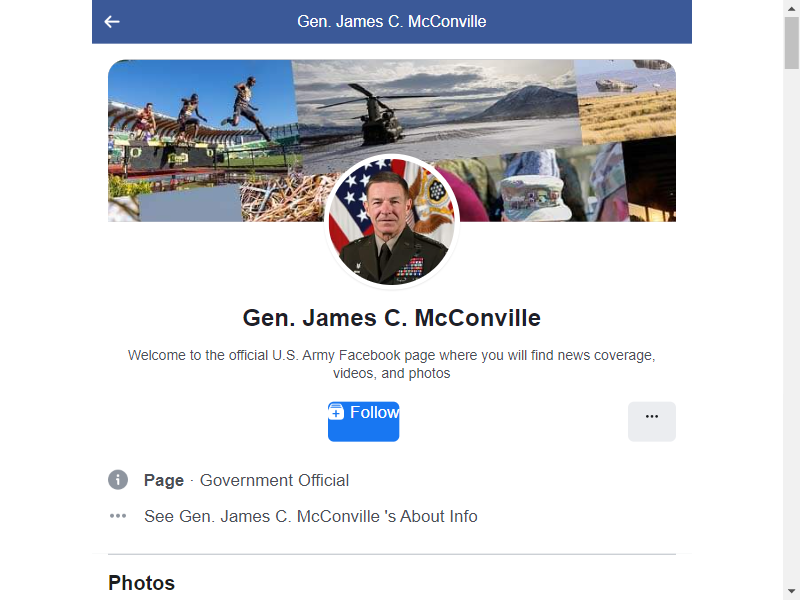 Gen. James C. McConville
Gen. James C. McConville
Welcome to the official U.S. Army Facebook page where you will find news coverage,
videos, and photos
Follow
Page · Government Official
See Gen. James C. McConville 's About Info
Photos